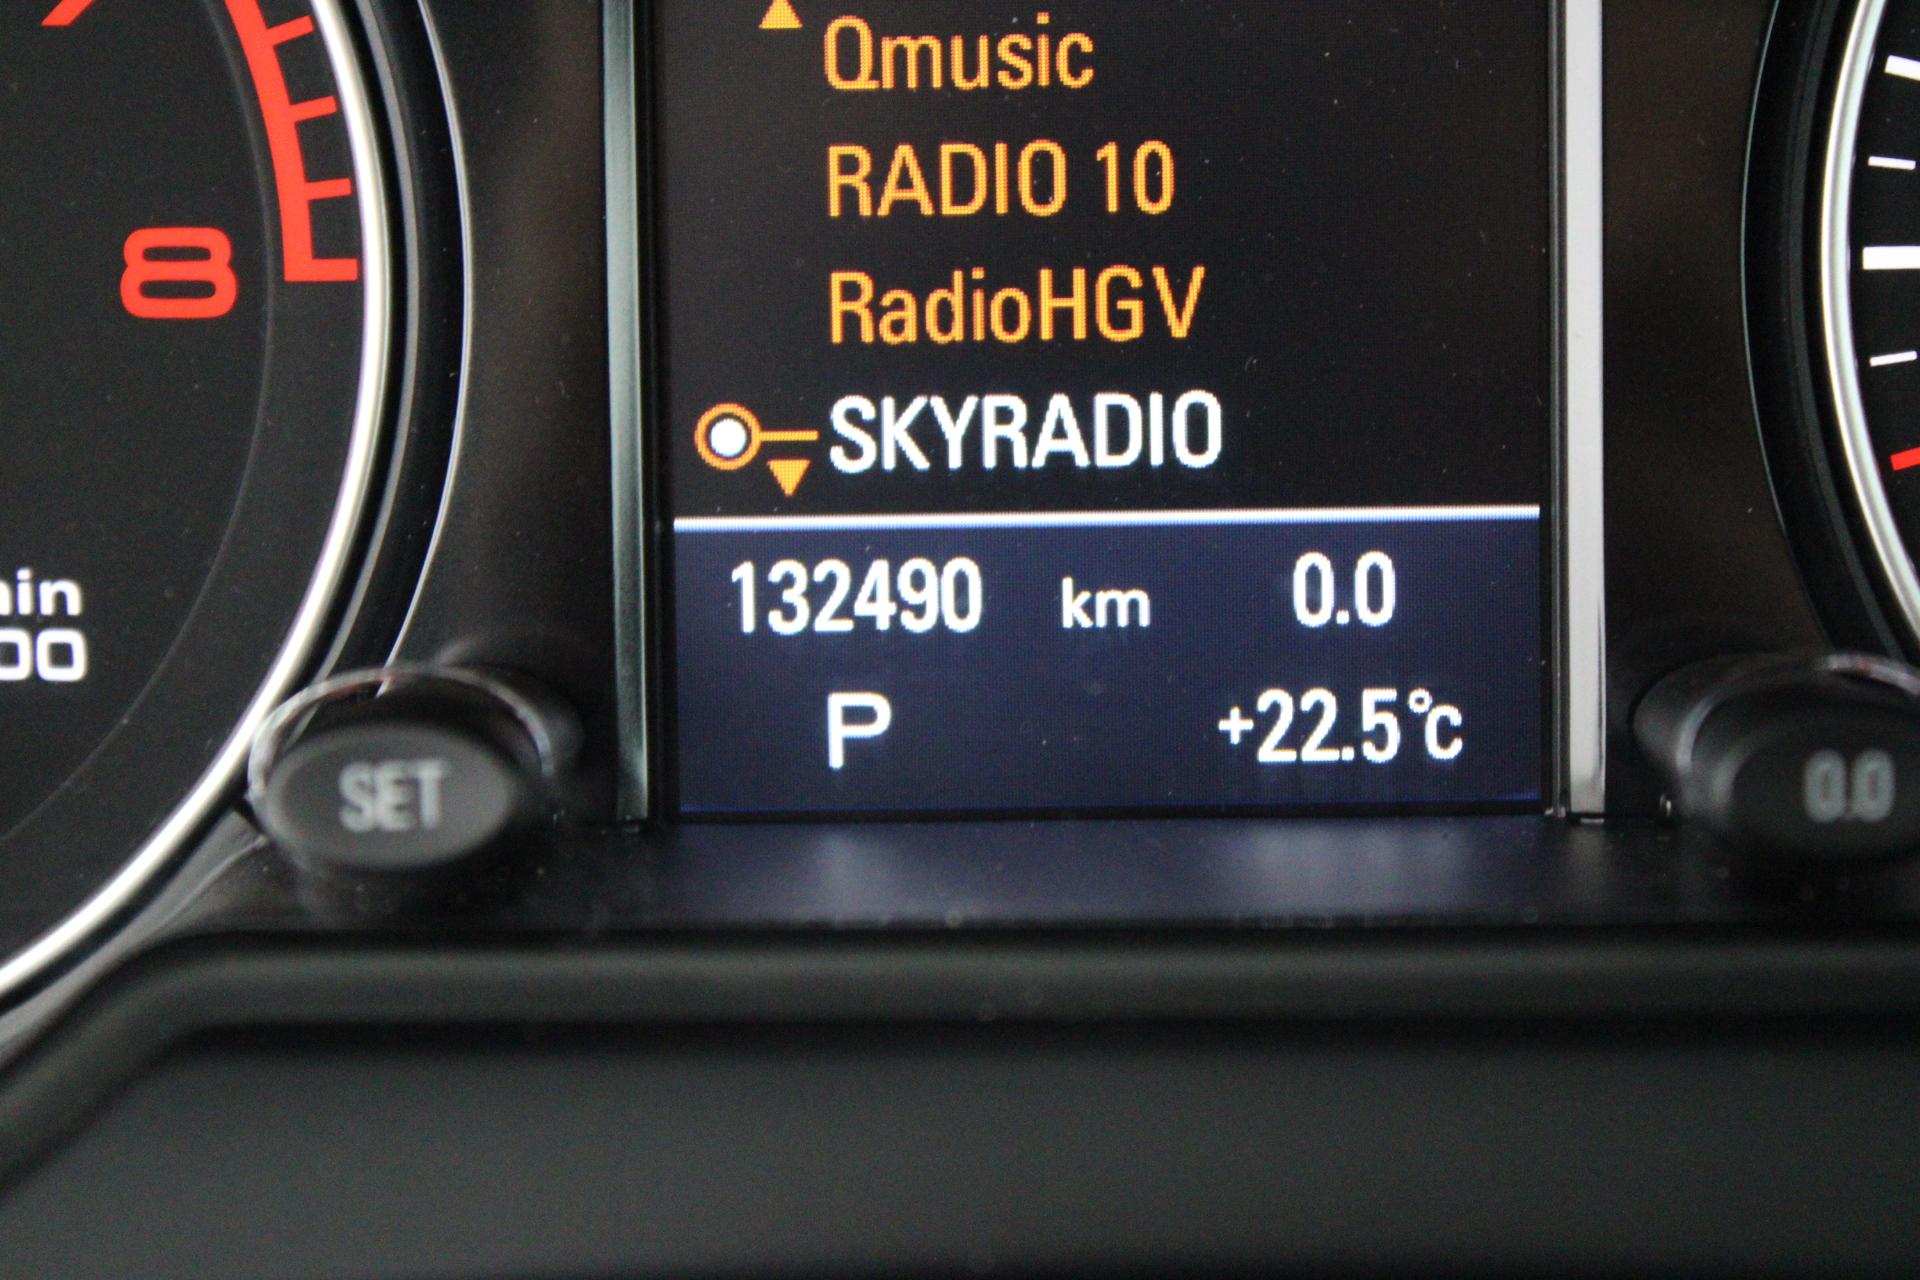 Qmusic
RADIO 10
RadioHGV
SKYRADIO
8
132490 km 0.0
P +22.5°C
SET
0.0